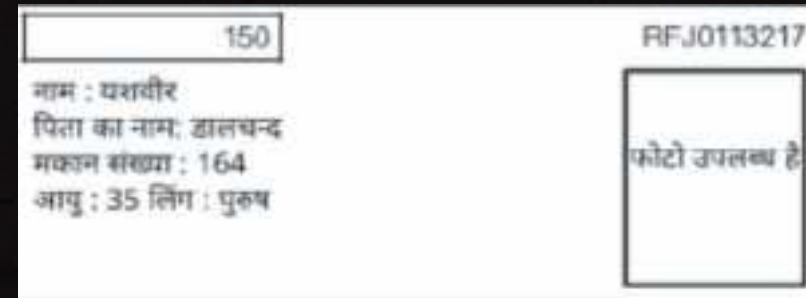 150
RFJ0113217
नाम : यशवीर
पिता का नाम: डालचन्द
मकान संख्या : 164
आयु : 35 लिंग : पुरुष
फोटो उपलब्ध है